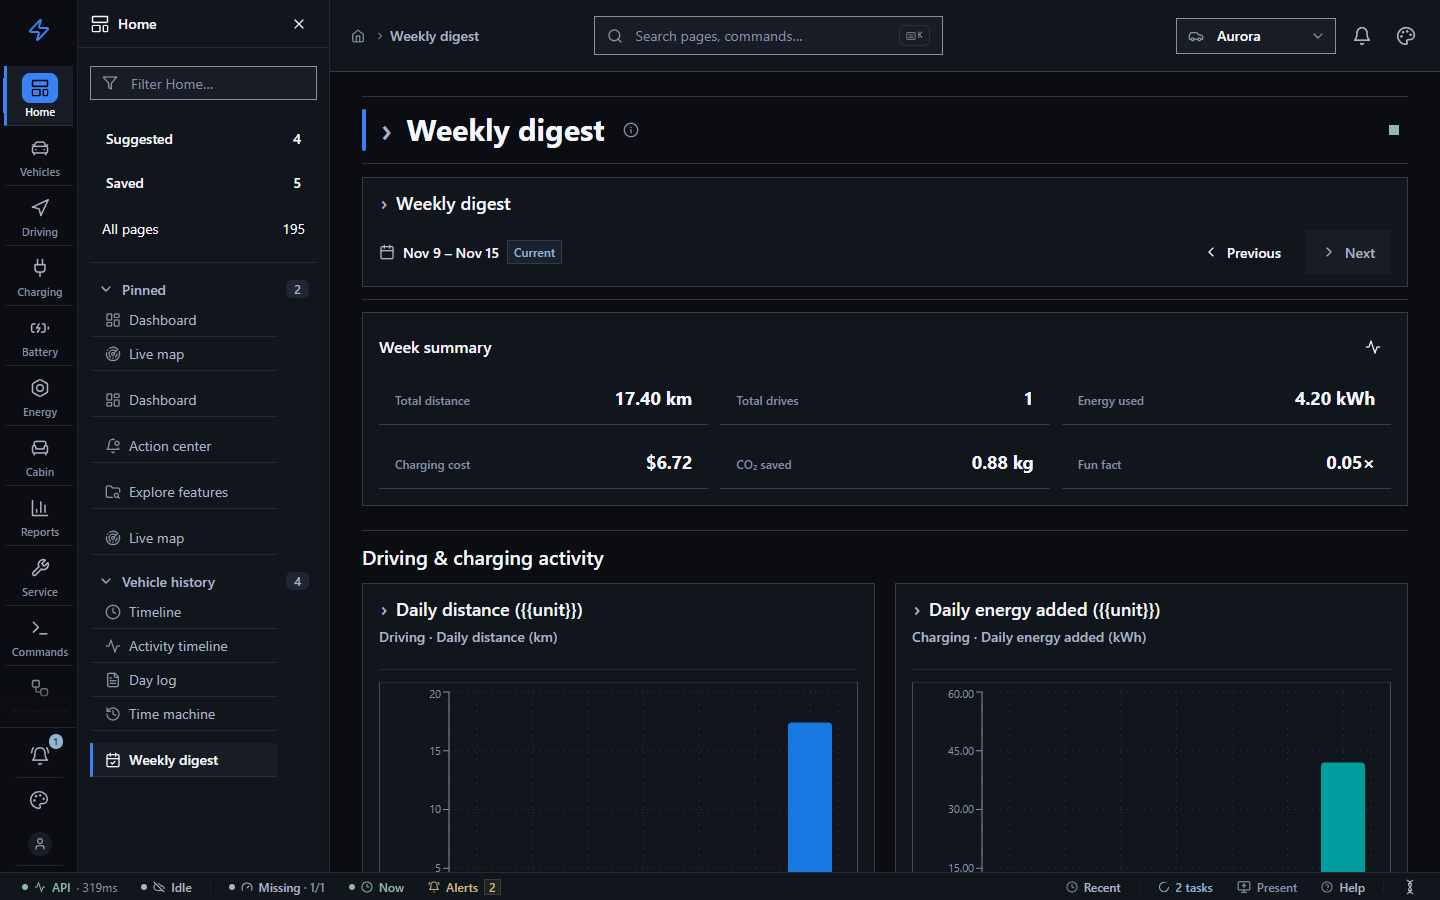 Home
Vehicles
Driving
Charging
Battery
Energy
Cabin
Reports
Service
Commands
1
Home
Filter Home...
Suggested 4
Saved 5
All pages 195
Pinned 2
Dashboard
Live map
Dashboard
Action center
Explore features
Live map
Vehicle history 4
Timeline
Activity timeline
Day log
Time machine
Weekly digest
Weekly digest
Search pages, commands... K
Aurora
Weekly digest
Weekly digest
Nov 9 – Nov 15 Current
Previous Next
Week summary
Total distance 17.40 km
Total drives 1
Energy used 4.20 kWh
Charging cost $6.72
CO₂ saved 0.88 kg
Fun fact 0.05×
Driving & charging activity
Daily distance ({{unit}})
Driving · Daily distance (km)
20
15
10
5
Daily energy added ({{unit}})
Charging · Daily energy added (kWh)
60.00
45.00
30.00
15.00
API · 319ms
Idle
Missing · 1/1
Now
Alerts 2
Recent
2 tasks
Present
Help